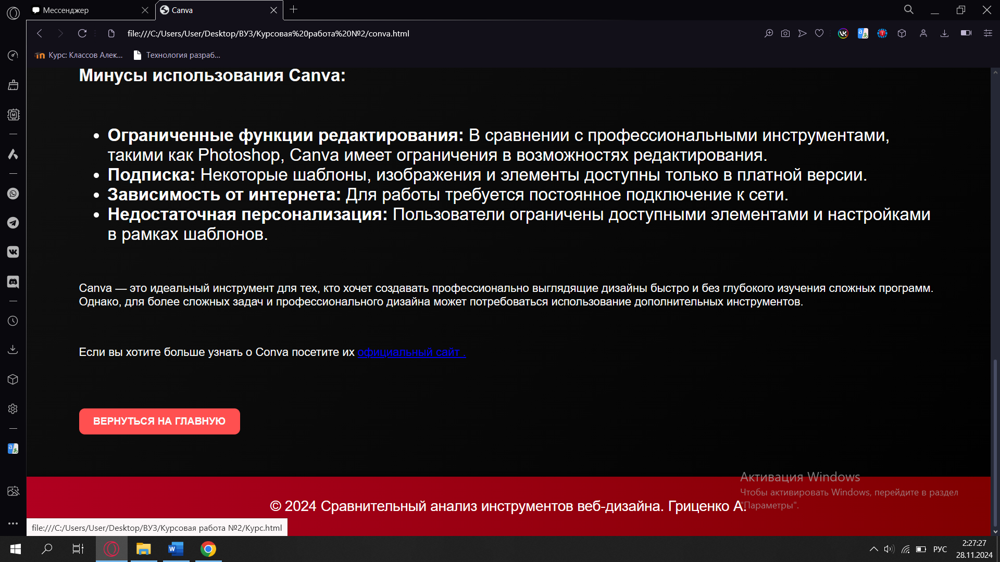 Мессенджер
Canva
file:///C:/Users/User/Desktop/ВУЗ/Курсовая%20работа%20№2/conva.html
Курс: Классов Алек...
Технология разраб...
Минусы использования Canva:
Ограниченные функции редактирования: В сравнении с профессиональными инструментами,
такими как Photoshop, Canva имеет ограничения в возможностях редактирования.
Подписка: Некоторые шаблоны, изображения и элементы доступны только в платной версии.
Зависимость от интернета: Для работы требуется постоянное подключение к сети.
Недостаточная персонализация: Пользователи ограничены доступными элементами и настройками
в рамках шаблонов.
Canva — это идеальный инструмент для тех, кто хочет создавать профессионально выглядящие дизайны быстро и без глубокого изучения сложных программ.
Однако, для более сложных задач и профессионального дизайна может потребоваться использование дополнительных инструментов.
Если вы хотите больше узнать о Conva посетите их официальный сайт .
ВЕРНУТЬСЯ НА ГЛАВНУЮ
Активация Windows
Чтобы активировать Windows, перейдите в раздел
"Параметры".
© 2024 Сравнительный анализ инструментов веб-дизайна. Гриценко А.
file:///C:/Users/User/Desktop/ВУЗ/Курсовая работа №2/Курс.html
РУС
2:27:27
28.11.2024